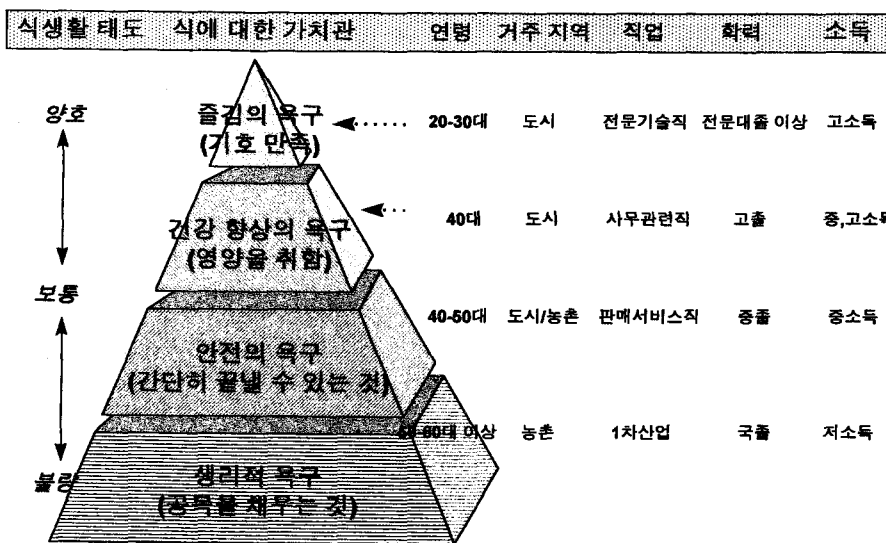 식생활 태도 식에 대한 가치관 연령 거주 지역 직업 학력 소득
양호
즐김의 욕구
(기호 만족)
20-30대 도시 전문기술직 전문대졸 이상 고소득
건강 향상의 욕구
(영양을 취함)
40대 도시 사무관련직 고졸 중,고소득
보통
안전의 욕구
(간단히 끝낼 수 있는 것)
40-50대 도시/농촌 판매서비스직 중졸 중소득
이상 농촌 1차산업 국졸 저소득
불량
생리적 욕구
(공복을 채우는 것)